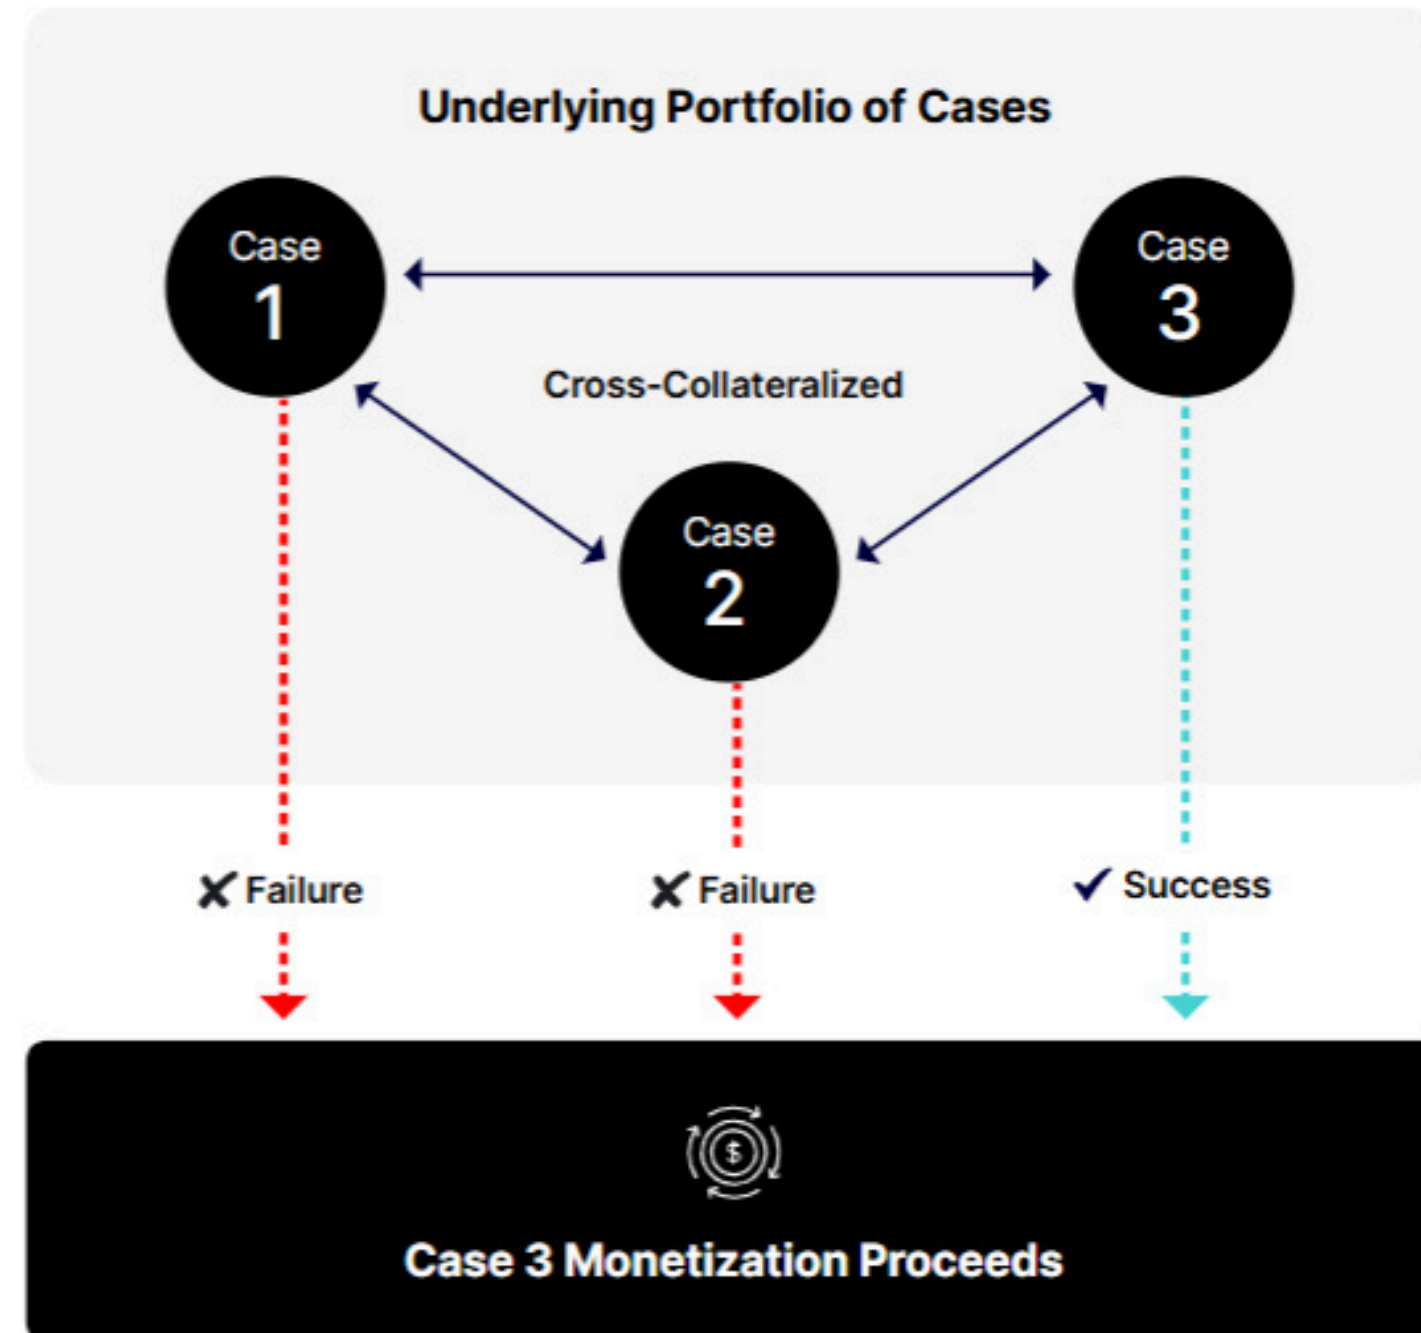 Underlying Portfolio of Cases
Case
1
Case
3
Cross-Collateralized
Case
2
✘ Failure
✘ Failure
✔ Success
$
Case 3 Monetization Proceeds